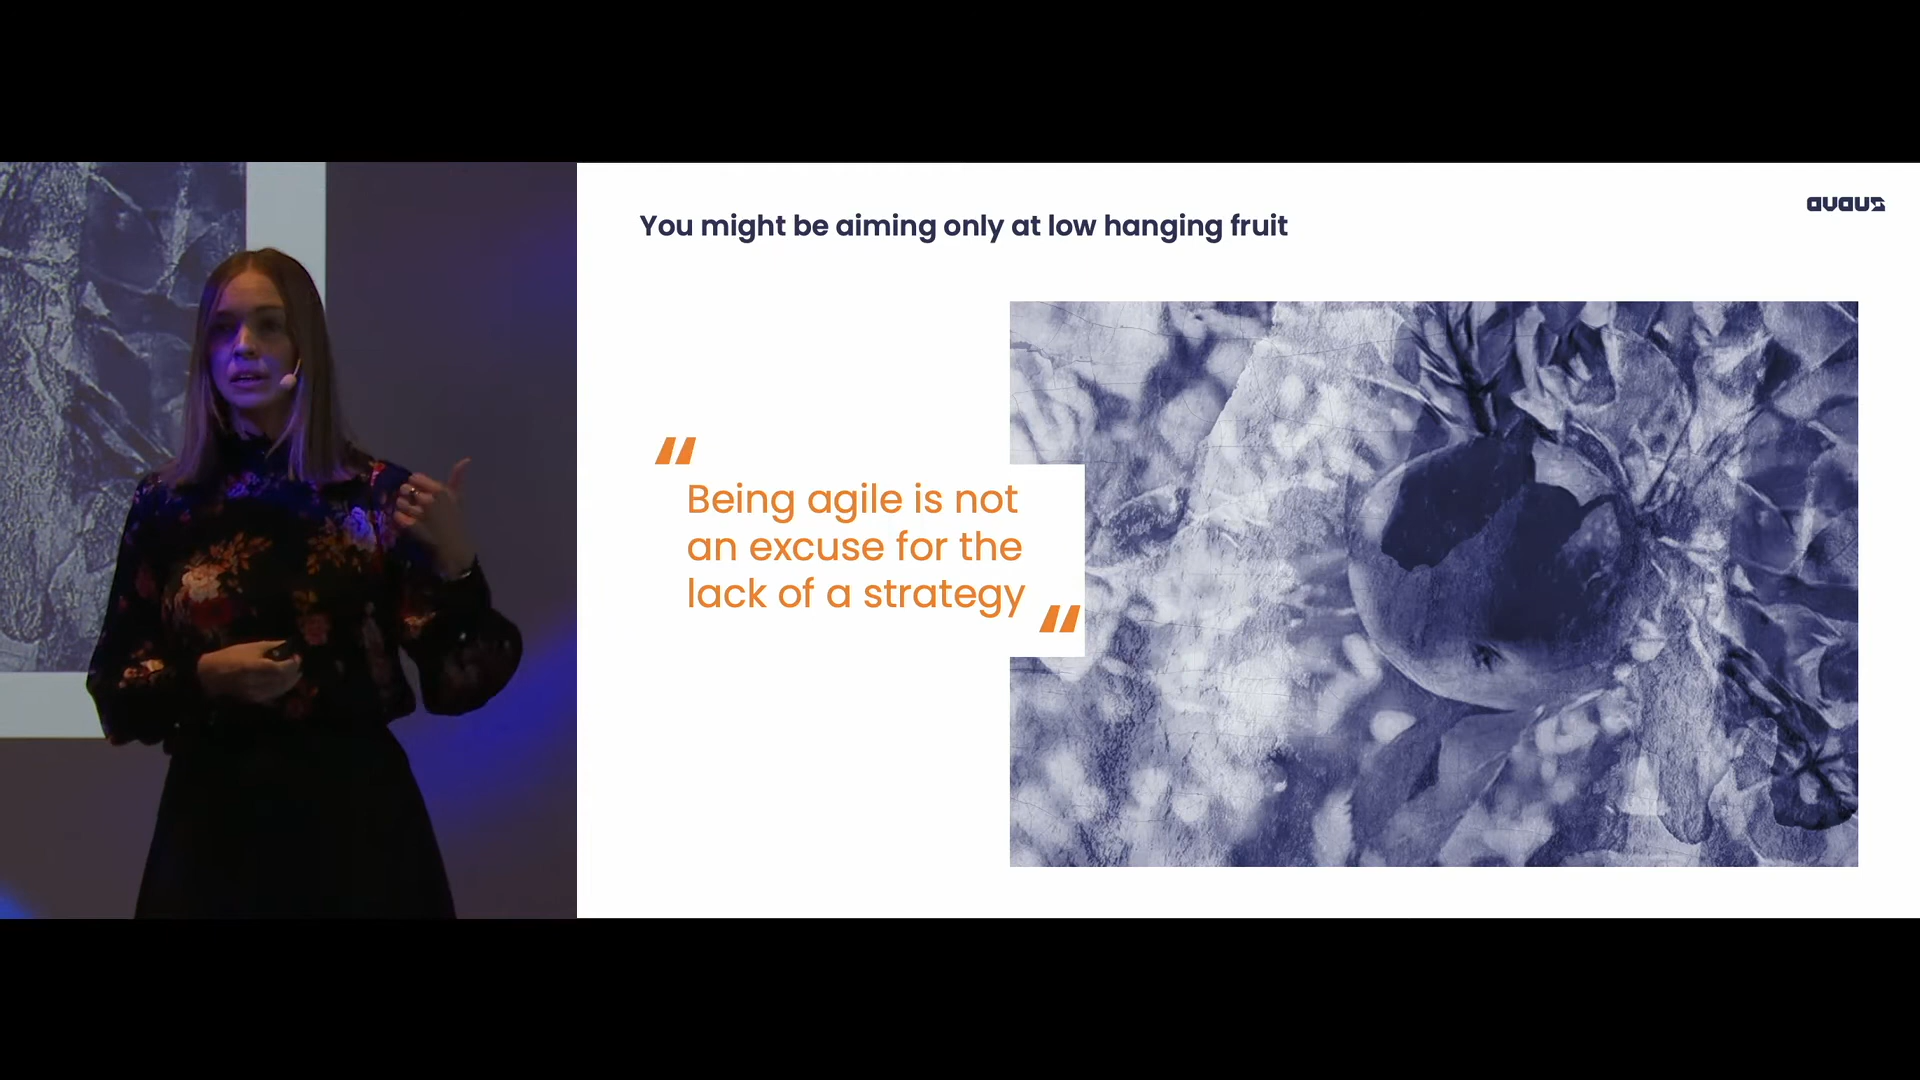 avaus
You might be aiming only at low hanging fruit
"
Being agile is not
an excuse for the
lack of a strategy
"